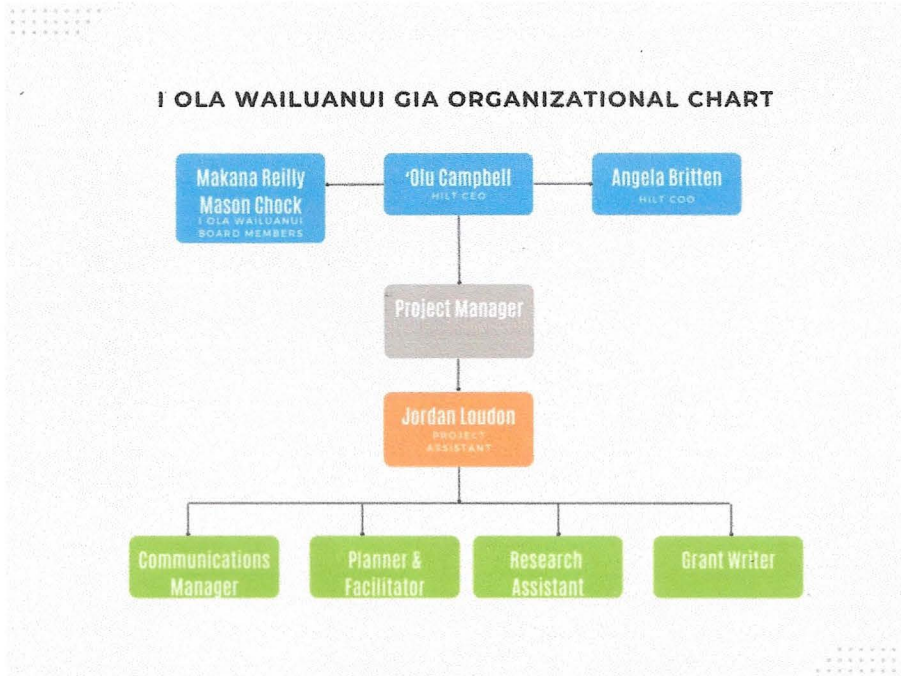 I OLA WAILUANUI GIA ORGANIZATIONAL CHART
Makana Reilly
Mason Chock
I OLA WAILUANUI
BOARD MEMBERS
ʻOlu Campbell
HILT CEO
Angela Britten
HILT COO
Project Manager
Jordan Loudon
PROJECT
ASSISTANT
Communications
Manager
Planner &
Facilitator
Research
Assistant
Grant Writer